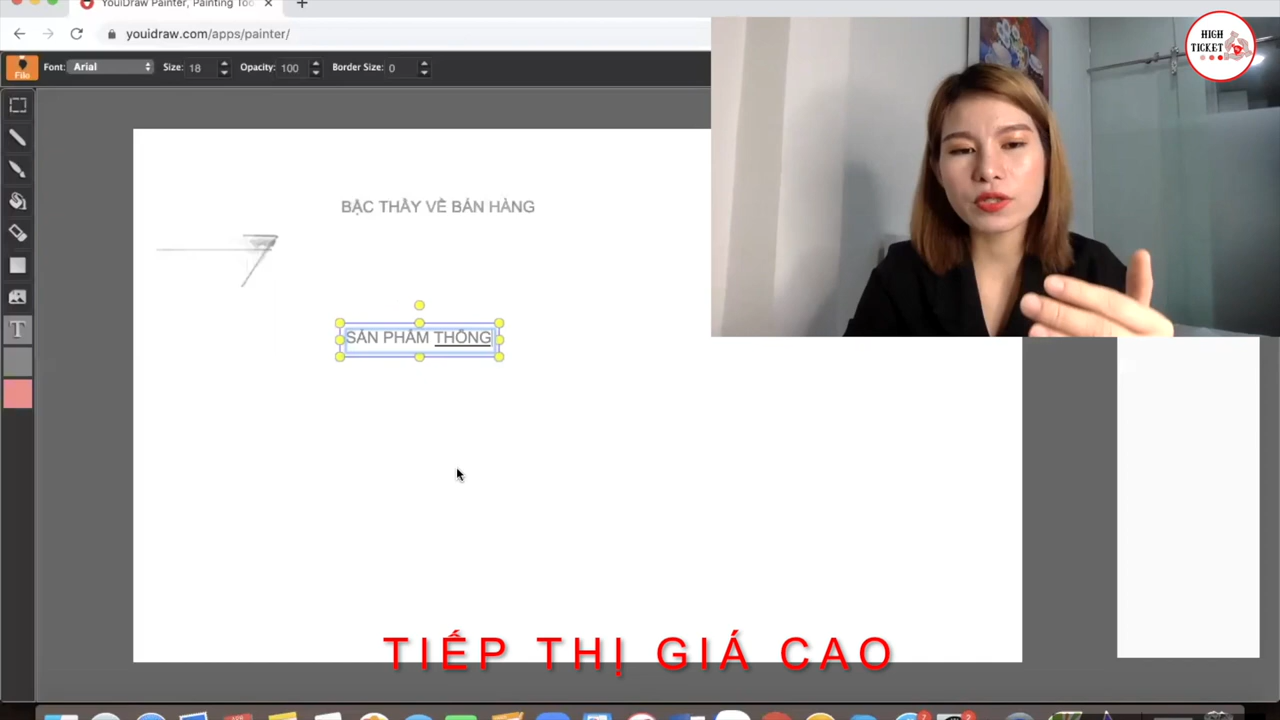 YouiDraw Painter, Painting Too
youidraw.com/apps/painter/
File
Font: Arial
Size: 18
Opacity: 100
Border Size: 0
HIGH
TICKET
T
BẬC THẦY VỀ BÁN HÀNG
SẢN PHẨM THÔNG
TIẾP THỊ GIÁ CAO